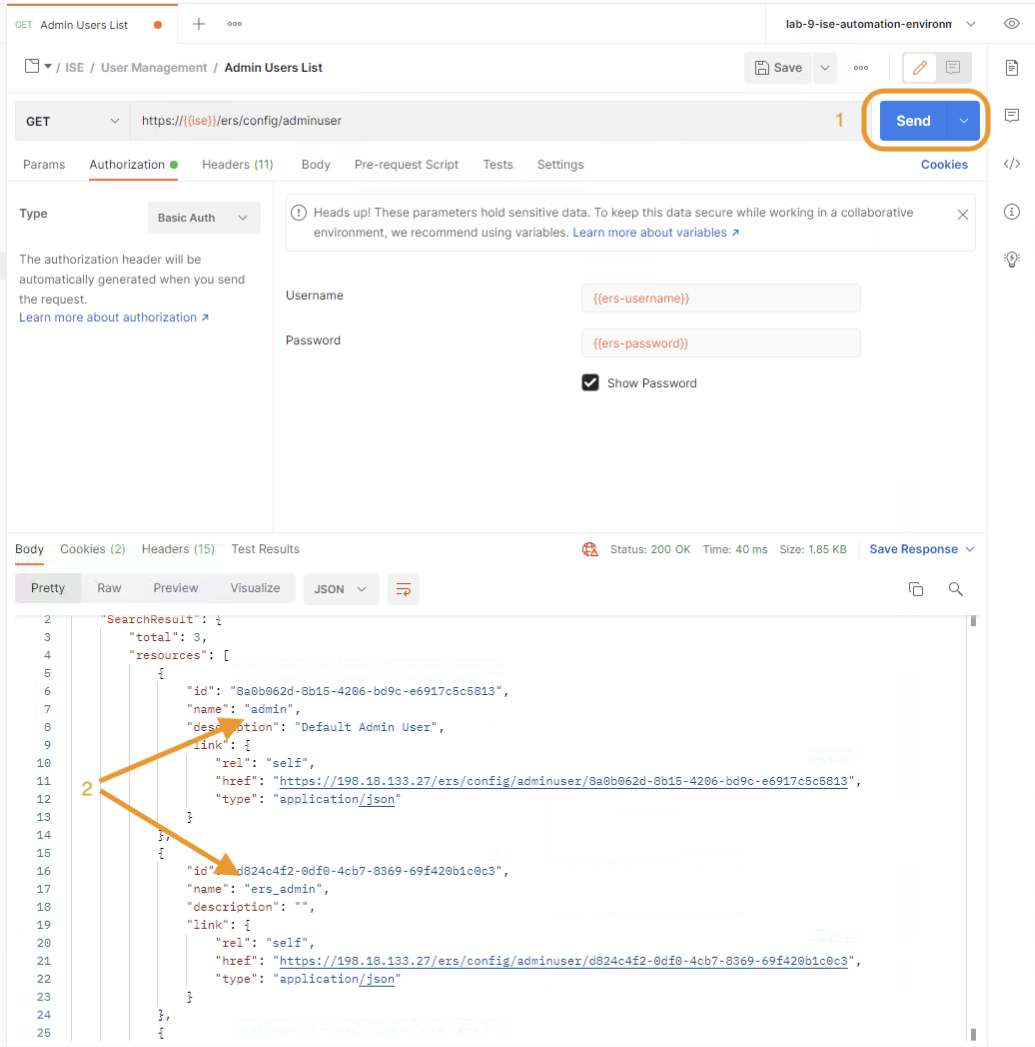 GET Admin Users List
lab-9-ise-automation-environm
/ ISE / User Management / Admin Users List
Save
GET
https://{{ise}}/ers/config/adminuser
1
Send
Params Authorization Headers (11) Body Pre-request Script Tests Settings Cookies
Type
Basic Auth
The authorization header will be
automatically generated when you send
the request.
Learn more about authorization ↗
Heads up! These parameters hold sensitive data. To keep this data secure while working in a collaborative
environment, we recommend using variables. Learn more about variables ↗
Username
{{ers-username}}
Password
{{ers-password}}
Show Password
Body Cookies (2) Headers (15) Test Results Status: 200 OK Time: 40 ms Size: 1.85 KB Save Response
Pretty Raw Preview Visualize JSON
2 "SearchResult": {
3 "total": 3,
4 "resources": [
5 {
6 "id": "8a0b062d-8b15-4206-bd9c-e6917c5c5813",
7 "name": "admin",
8 "description": "Default Admin User",
9 "link": {
10 "rel": "self",
11 "href": "https://198.18.133.27/ers/config/adminuser/8a0b062d-8b15-4206-bd9c-e6917c5c5813",
2
12 "type": "application/json"
13 }
14 },
15 {
16 "id": "d824c4f2-0df0-4cb7-8369-69f420b1c0c3",
17 "name": "ers_admin",
18 "description": "",
19 "link": {
20 "rel": "self",
21 "href": "https://198.18.133.27/ers/config/adminuser/d824c4f2-0df0-4cb7-8369-69f420b1c0c3",
22 "type": "application/json"
23 }
24 },
25 {